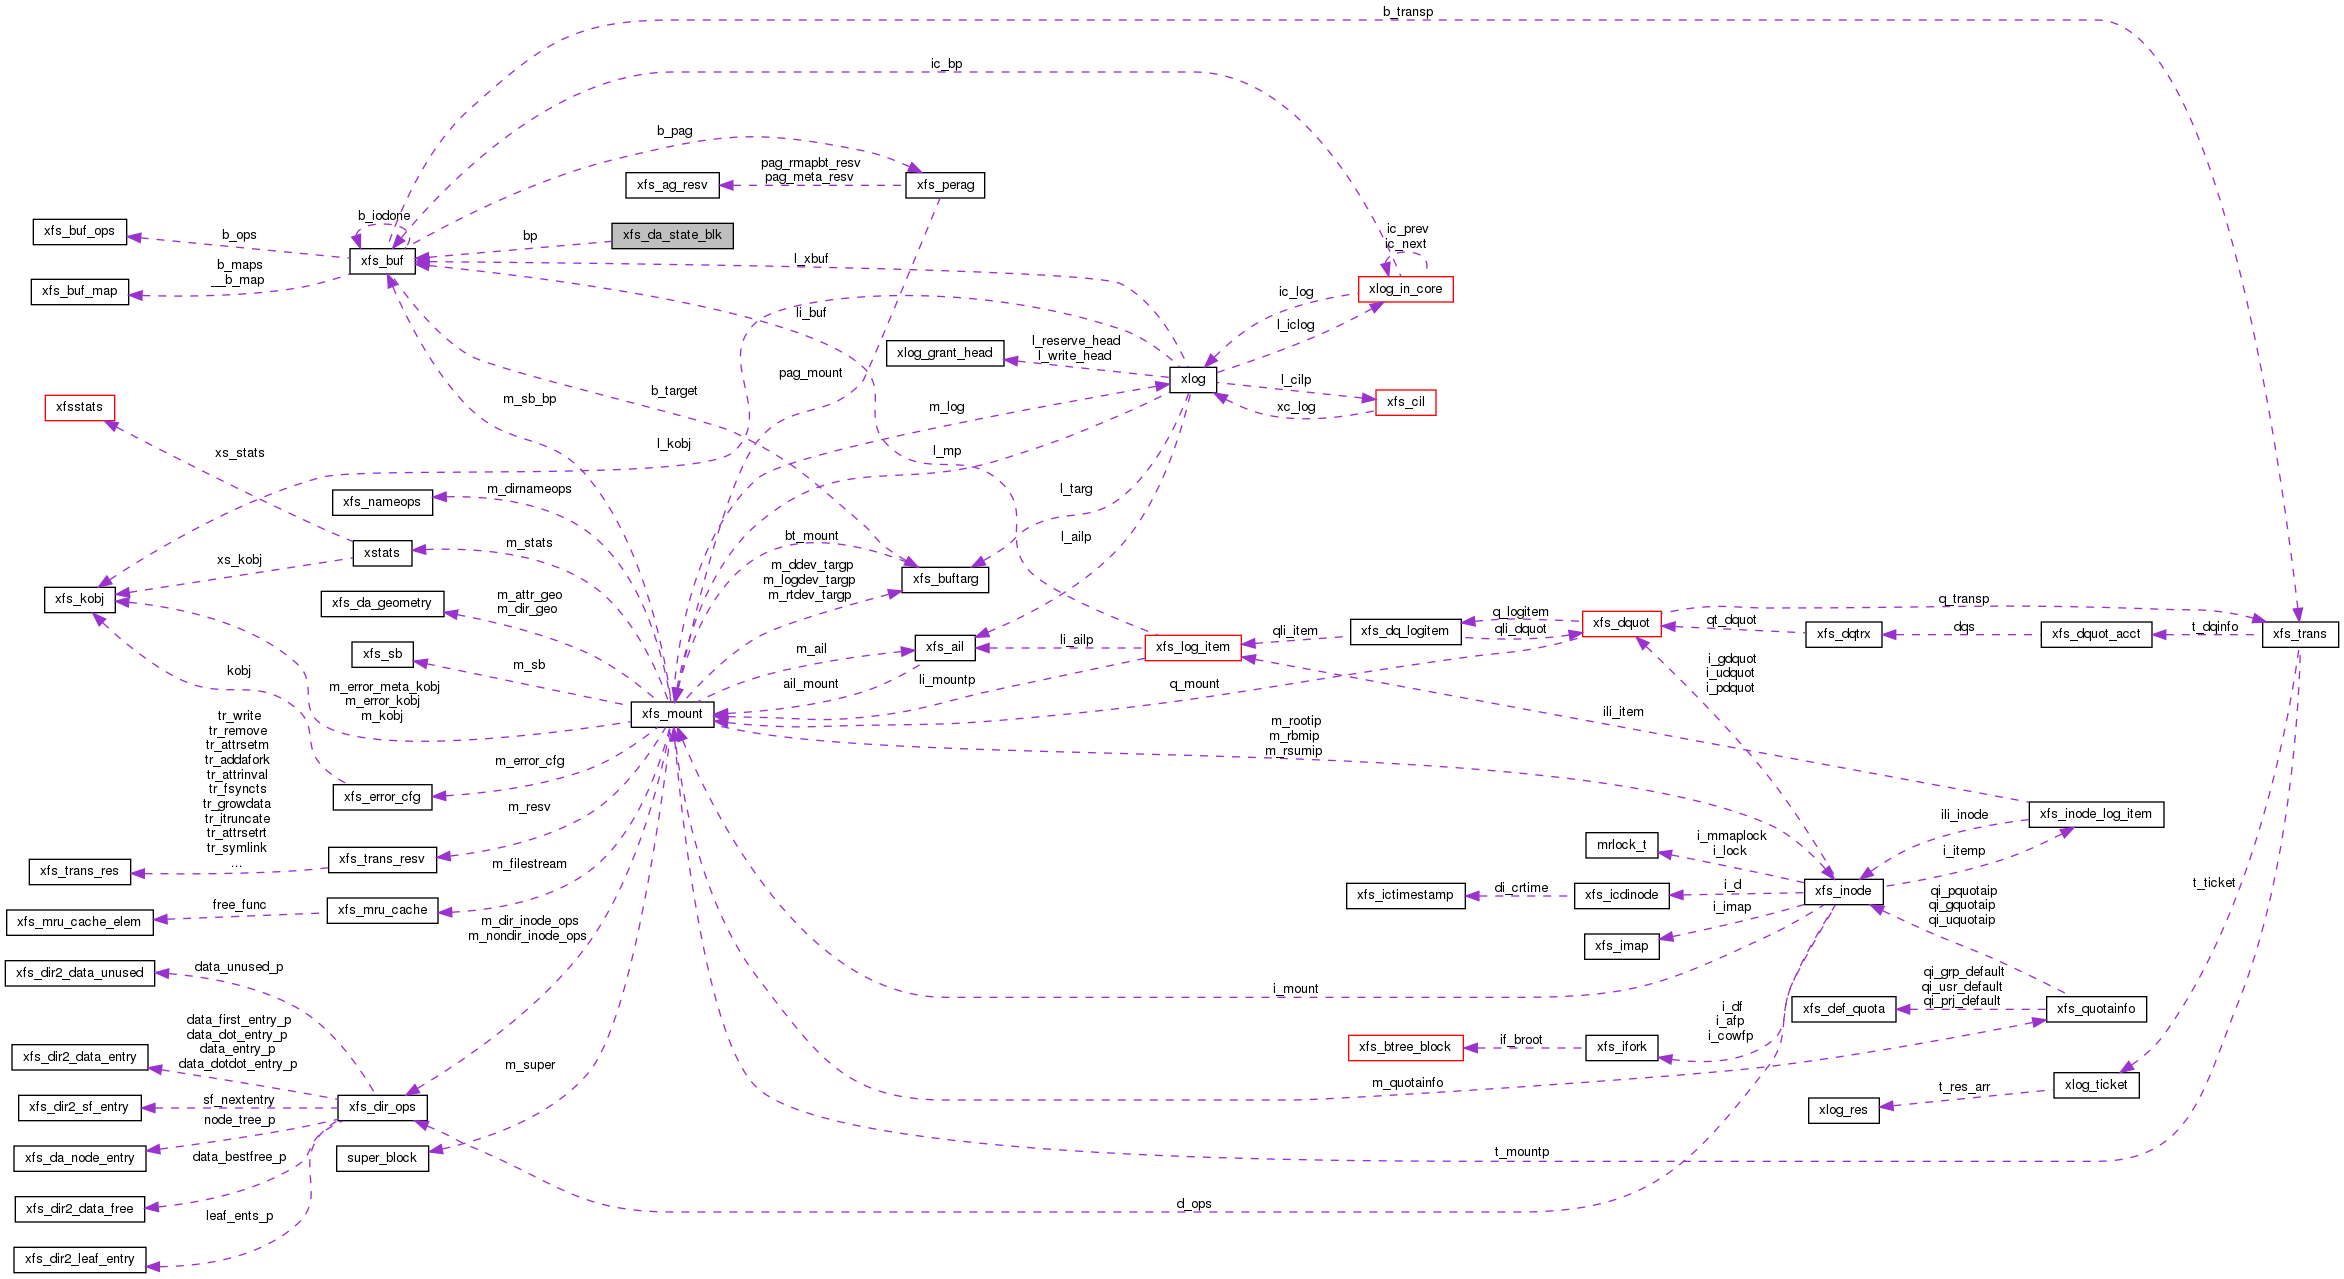 b_transp
ic_bp
b_pag
pag_rmapbt_resv
pag_meta_resv
xfs_ag_resv
xfs_perag
b_iodone
xfs_buf_ops
b_ops
xfs_da_state_blk
bp
xfs_buf
ic_prev
ic_next
b_maps
__b_map
xfs_buf_map
l_xbuf
xlog_in_core
ic_log
li_buf
l_iclog
l_reserve_head
l_write_head
xlog_grant_head
pag_mount
xlog
l_cilp
b_target
m_sb_bp
xfsstats
m_log
xc_log
xfs_cil
l_kobj
l_mp
xs_stats
m_dirnameops
xfs_nameops
l_targ
bt_mount
l_ailp
m_stats
xstats
xs_kobj
m_ddev_targp
m_logdev_targp
m_rtdev_targp
xfs_buftarg
xfs_kobj
xfs_da_geometry
m_attr_geo
m_dir_geo
q_logitem
q_transp
xfs_dquot
qt_dquot
xfs_sb
m_sb
m_ail
xfs_ail
li_ailp
xfs_log_item
qli_item
xfs_dq_logitem
qli_dquot
xfs_dqtrx
dqs
xfs_dquot_acct
t_dqinfo
xfs_trans
kobj
ail_mount
li_mountp
q_mount
i_gdquot
i_udquot
i_pdquot
m_error_meta_kobj
m_error_kobj
m_kobj
xfs_mount
ili_item
tr_write
tr_remove
tr_attrsetm
tr_addafork
tr_attrinval
tr_fsyncts
tr_growdata
tr_itruncate
tr_attrsetrt
tr_symlink
...
m_rootip
m_rbmip
m_rsumip
m_error_cfg
xfs_error_cfg
m_resv
ili_inode
xfs_inode_log_item
mrlock_t
i_mmaplock
i_lock
i_itemp
xfs_trans_res
xfs_trans_resv
m_filestream
xfs_mru_cache_elem
free_func
xfs_mru_cache
xfs_ictimestamp
di_crtime
xfs_icdinode
i_d
i_imap
xfs_inode
qi_pquotaip
qi_gquotaip
qi_uquotaip
t_ticket
m_dir_inode_ops
m_nondir_inode_ops
xfs_imap
xfs_dir2_data_unused
data_unused_p
i_mount
qi_grp_default
qi_usr_default
qi_prj_default
xfs_def_quota
xfs_quotainfo
i_df
i_afp
i_cowfp
data_first_entry_p
data_dot_entry_p
data_entry_p
data_dotdot_entry_p
xfs_dir2_data_entry
m_super
xfs_btree_block
if_broot
xfs_ifork
m_quotainfo
xlog_ticket
t_res_arr
xlog_res
xfs_dir2_sf_entry
sf_nextentry
xfs_dir_ops
node_tree_p
xfs_da_node_entry
data_bestfree_p
super_block
t_mountp
xfs_dir2_data_free
leaf_ents_p
d_ops
xfs_dir2_leaf_entry